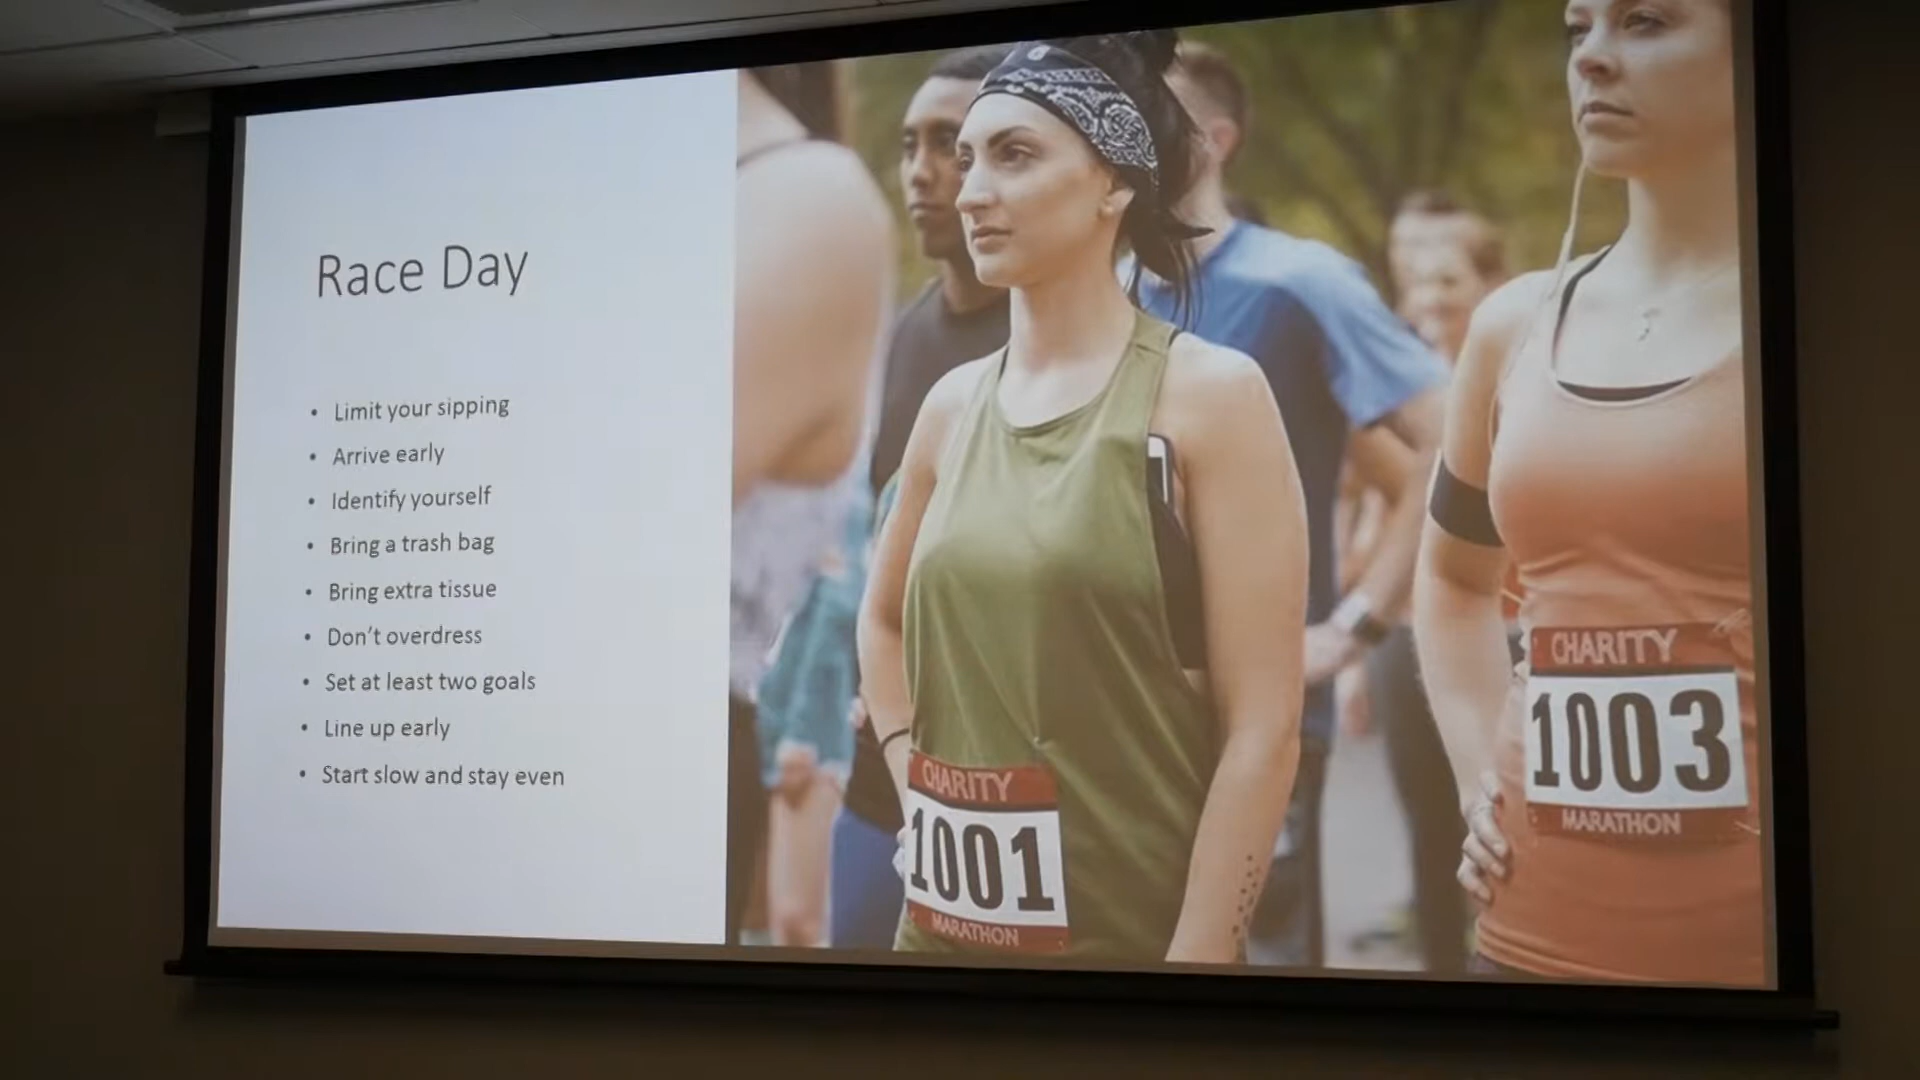 Race Day
• Limit your sipping
• Arrive early
• Identify yourself
• Bring a trash bag
• Bring extra tissue
• Don't overdress
• Set at least two goals
• Line up early
• Start slow and stay even
CHARITY
1001
MARATHON
CHARITY
1003
MARATHON